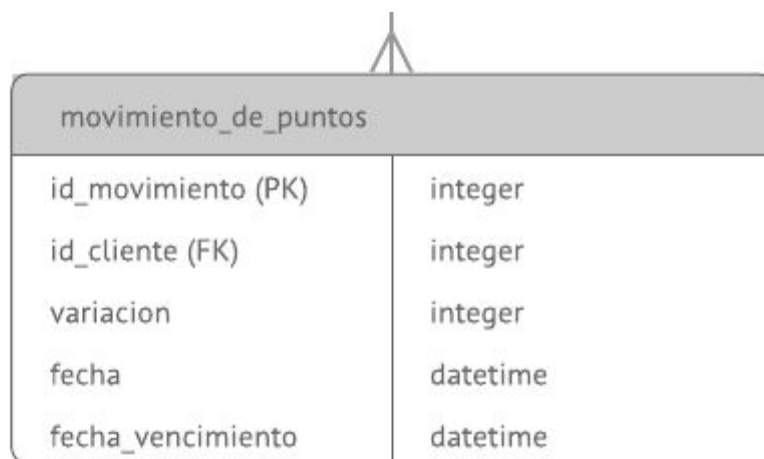 movimiento_de_puntos
id_movimiento (PK) integer
id_cliente (FK) integer
variacion integer
fecha datetime
fecha_vencimiento datetime